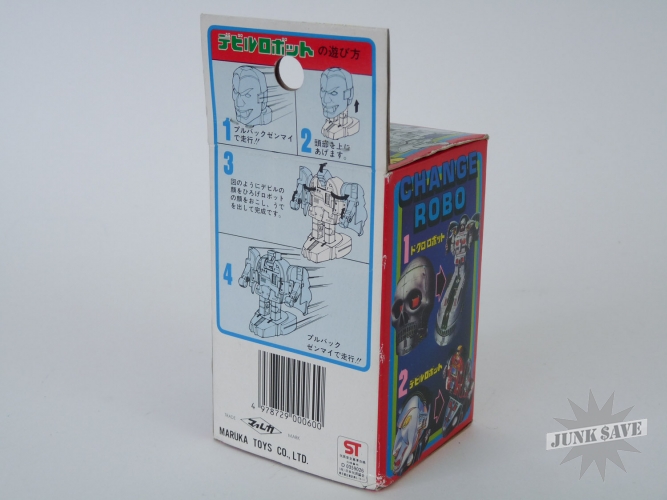 デビルロボットの遊び方
1
プルバックゼンマイ
で走行!!
2
頭部を上に
あげます。
3
図のようにデビルの
顔をひろげロボット
の顔をおこし、うで
を出して完成です。
4
プルバック
ゼンマイで走行!!
4 978729 000600
マルカ
MARUKA TOYS CO., LTD.
ST
CHANGE
ROBO
1 ドクロロボット
2 デビルロボット
JUNK SAVE